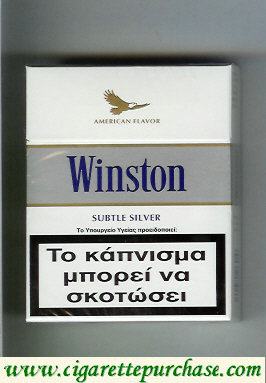 AMERICAN FLAVOR
Winston
SUBTLE SILVER
Το Υπουργείο Υγείας προειδοποιεί:
Το κάπνισμα
μπορεί να
σκοτώσει
www.cigarettepurchase.com